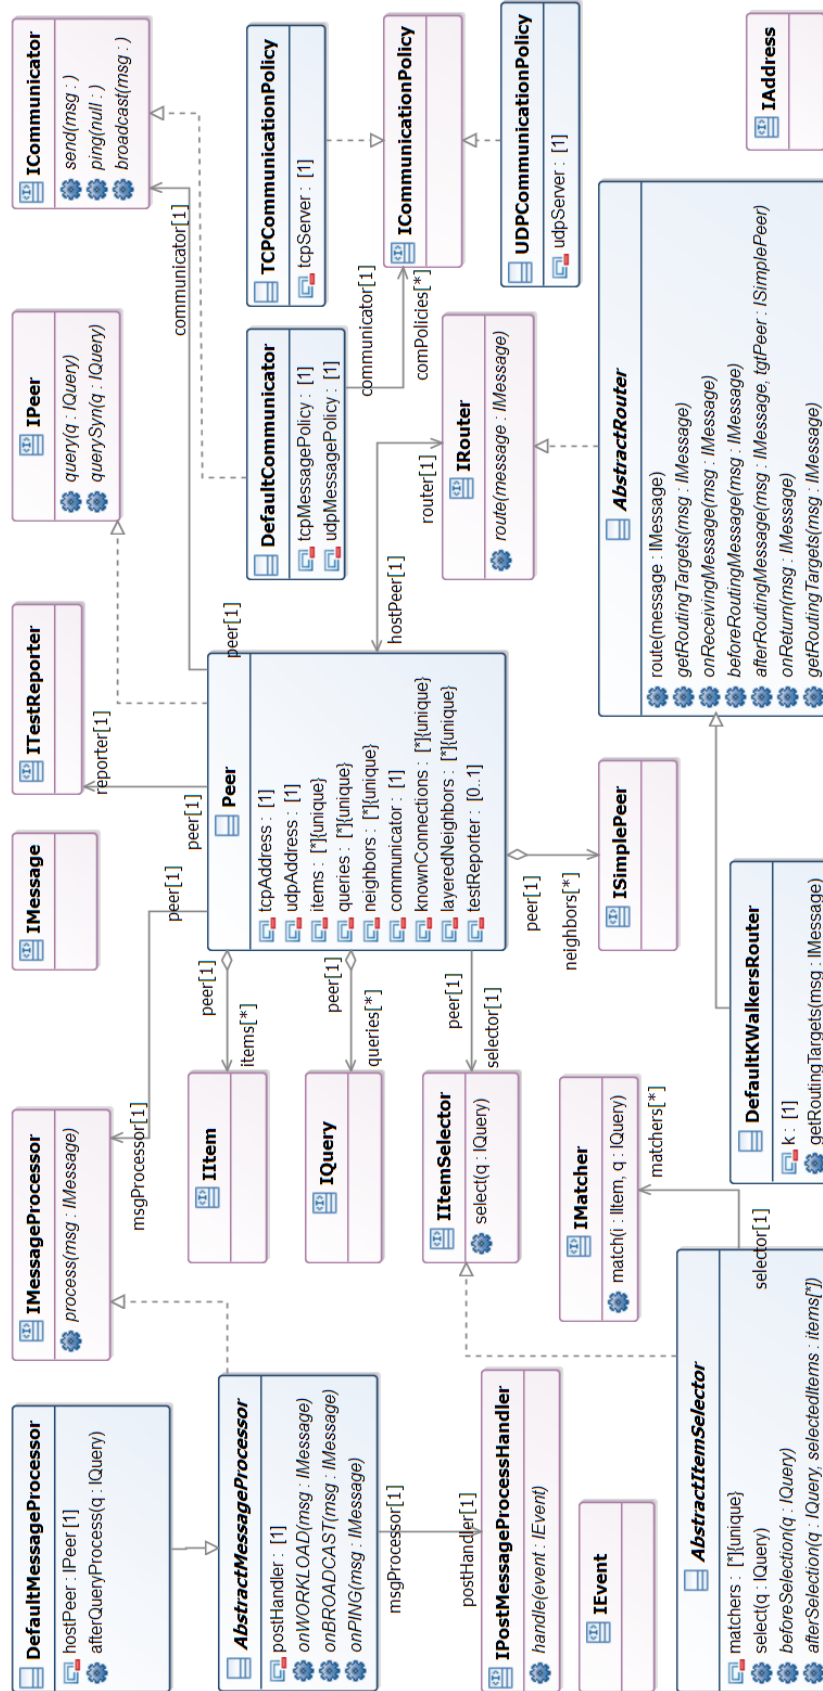 DefaultMessageProcessor
hostPeer : IPeer [1]
afterQueryProcess(q : IQuery)
IMessageProcessor
process(msg : IMessage)
IMessage
ITestReporter
IPeer
query(q : IQuery)
querySyn(q : IQuery)
ICommunicator
send(msg : )
ping(null : )
broadcast(msg : )
msgProcessor[1]
peer[1]
peer[1]
reporter[1]
peer[1]
communicator[1]
AbstractMessageProcessor
postHandler : [1]
onWORKLOAD(msg : IMessage)
onBROADCAST(msg : IMessage)
onPING(msg : IMessage)
IItem
peer[1]
items[*]
IQuery
peer[1]
queries[*]
Peer
tcpAddress : [1]
udpAddress : [1]
items : [*]{unique}
queries : [*]{unique}
neighbors : [*]{unique}
communicator : [1]
knownConnections : [*]{unique}
layeredNeighbors : [*]{unique}
testReporter : [0..1]
DefaultCommunicator
tcpMessagePolicy : [1]
udpMessagePolicy : [1]
TCPCommunicationPolicy
tcpServer : [1]
communicator[1]
comPolicies[*]
ICommunicationPolicy
hostPeer[1]
router[1]
msgProcessor[1]
postHandler[1]
IItemSelector
select(q : IQuery)
peer[1]
selector[1]
IRouter
route(message : IMessage)
UDPCommunicationPolicy
udpServer : [1]
IPostMessageProcessHandler
handle(event : IEvent)
peer[1]
neighbors[*]
IEvent
IMatcher
match(i : IItem, q : IQuery)
matchers[*]
ISimplePeer
AbstractRouter
route(message : IMessage)
getRoutingTargets(msg : IMessage)
onReceivingMessage(msg : IMessage)
beforeRoutingMessage(msg : IMessage)
afterRoutingMessage(msg : IMessage, tgtPeer : ISimplePeer)
onReturn(msg : IMessage)
getRoutingTargets(msg : IMessage)
AbstractItemSelector
matchers : [*]{unique}
select(q : IQuery)
beforeSelection(q : IQuery)
afterSelection(q : IQuery, selectedItems : items[*])
selector[1]
DefaultKWalkersRouter
k : [1]
getRoutingTargets(msg : IMessage)
IAddress